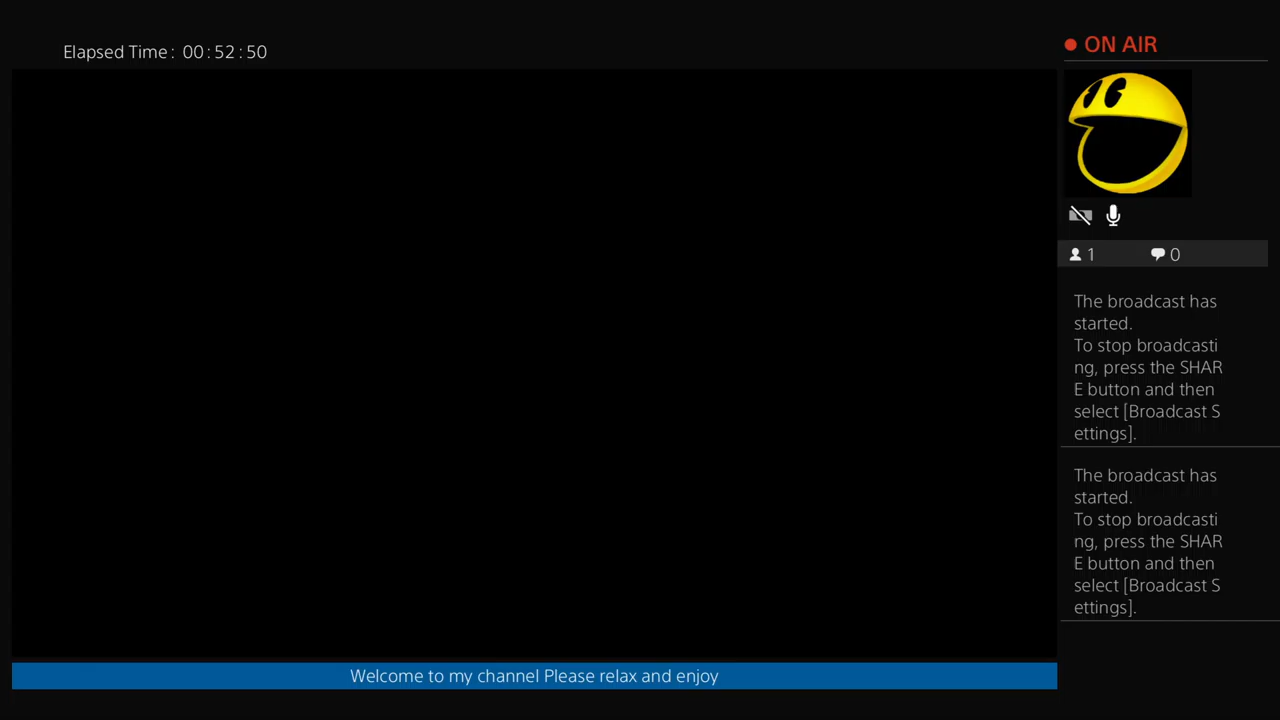 Elapsed Time: 00:52:50
ON AIR
1 0
The broadcast has
started.
To stop broadcasti
ng, press the SHAR
E button and then
select [Broadcast S
ettings].
The broadcast has
started.
To stop broadcasti
ng, press the SHAR
E button and then
select [Broadcast S
ettings].
Welcome to my channel Please relax and enjoy